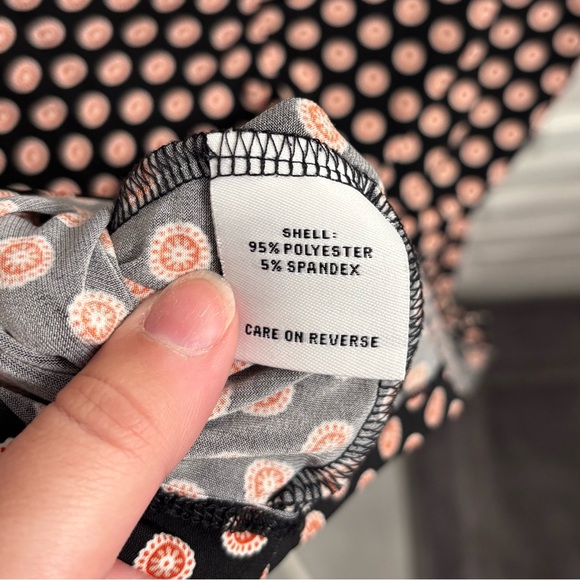 SHELL:
95% POLYESTER
5% SPANDEX
CARE ON REVERSE